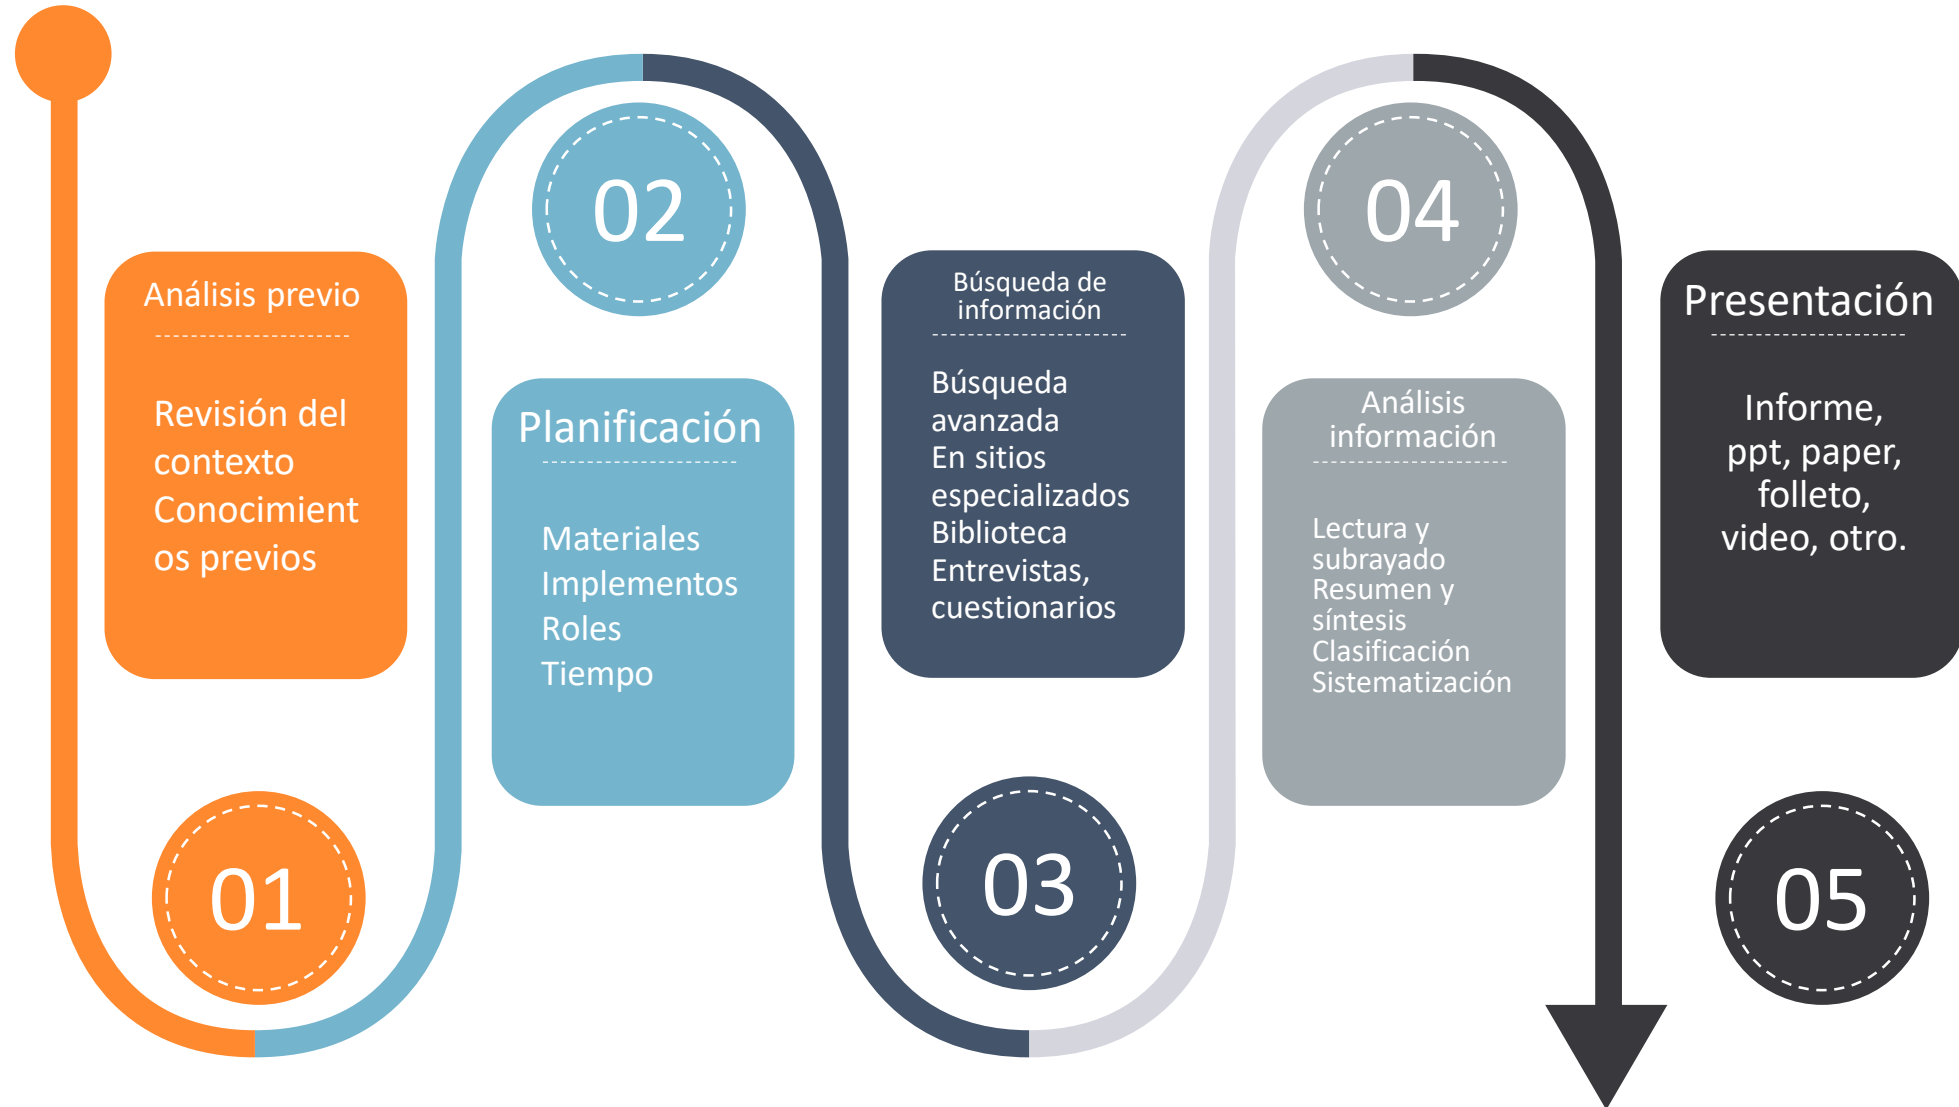 01
Análisis previo
Revisión del
contexto
Conocimient
os previos
02
Planificación
Materiales
Implementos
Roles
Tiempo
03
Búsqueda de
información
Búsqueda
avanzada
En sitios
especializados
Biblioteca
Entrevistas,
cuestionarios
04
Análisis
información
Lectura y
subrayado
Resumen y
síntesis
Clasificación
Sistematización
05
Presentación
Informe,
ppt, paper,
folleto,
video, otro.